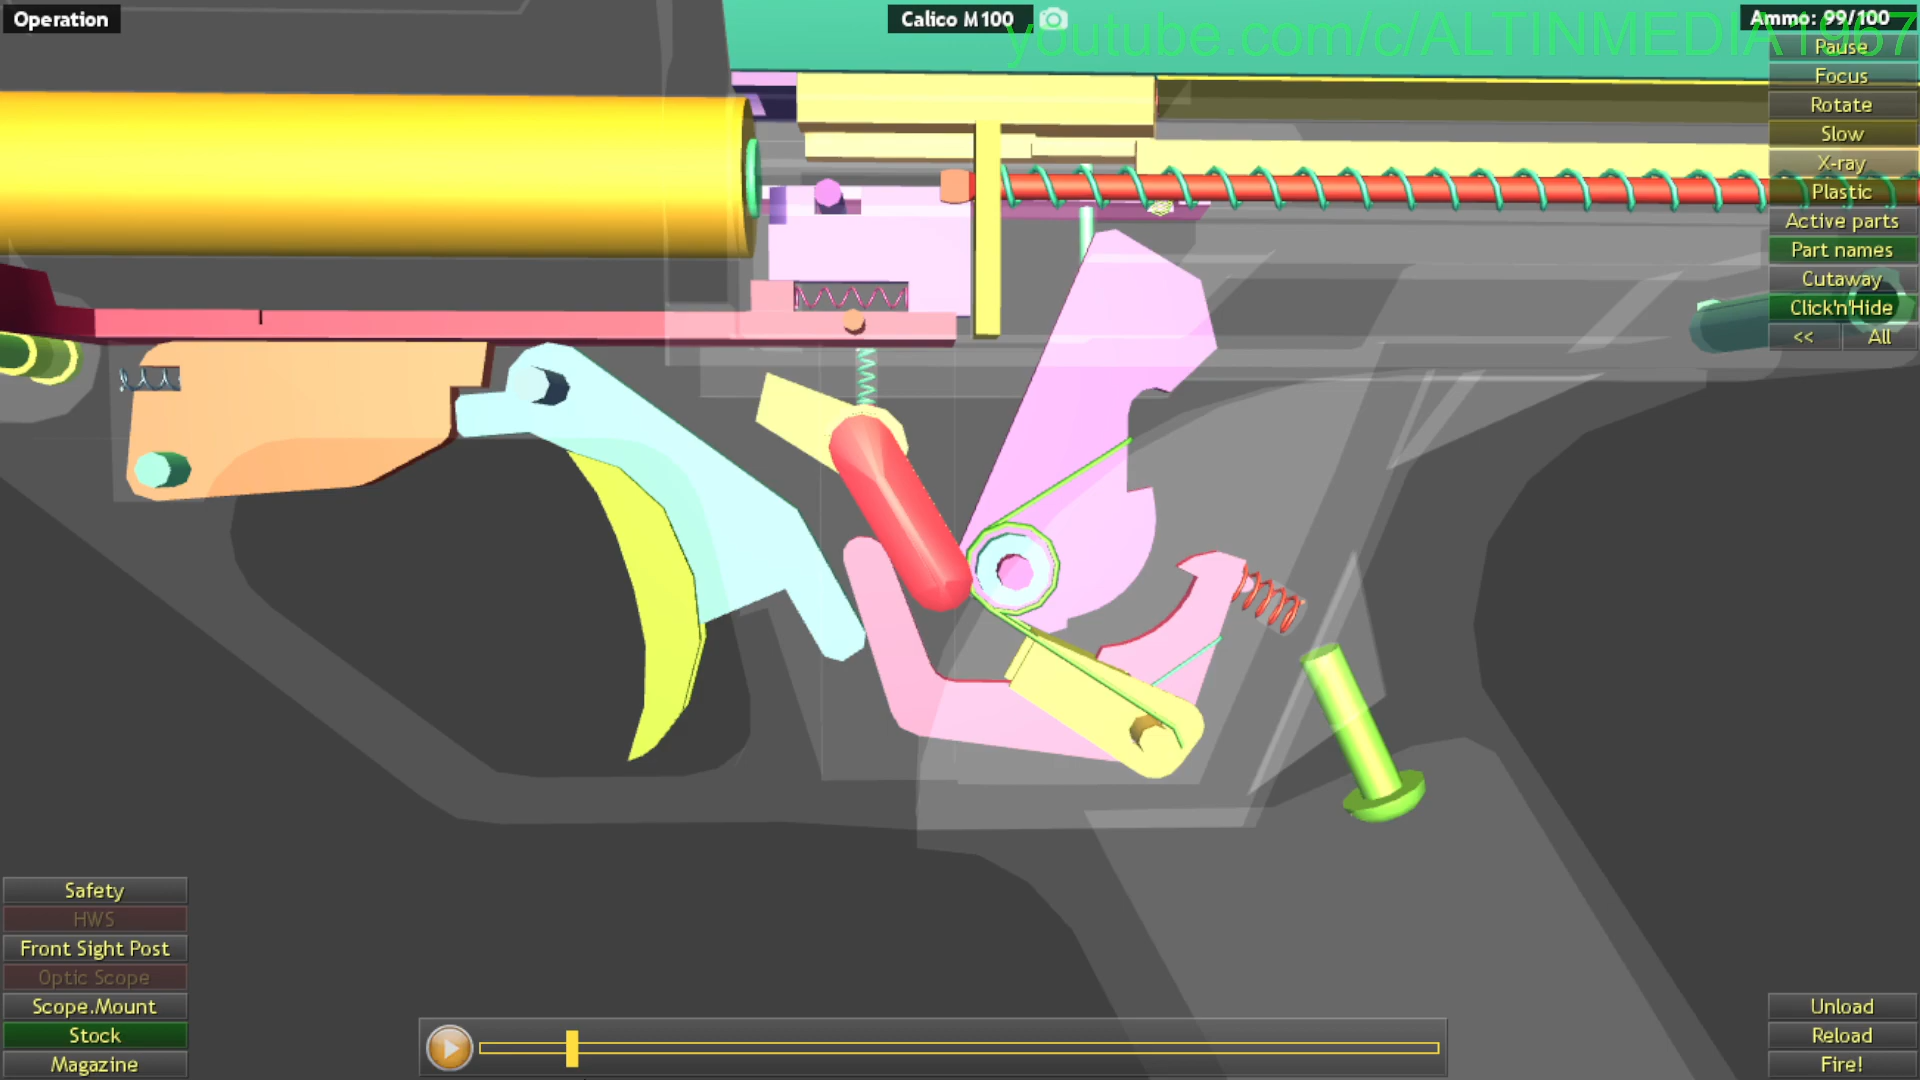 Operation
Calico M100
youtube.com/c/ALTINMEDIA1967
Ammo: 99/100
Pause
Focus
Rotate
Slow
X-ray
Plastic
Active parts
Part names
Cutaway
Click'n'Hide
<< All
Safety
HWS
Front Sight Post
Optic Scope
Scope.Mount
Stock
Magazine
Unload
Reload
Fire!